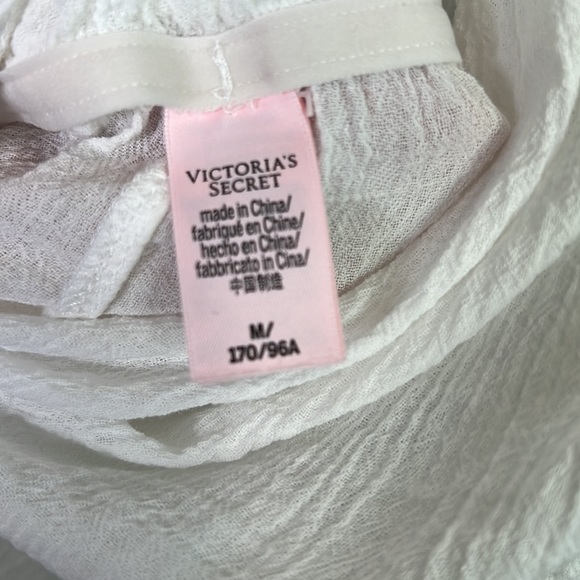 VICTORIA'S
SECRET
made in China/
fabriqué en Chine/
hecho en China/
fabbricato in Cina/
中国制造
M/
170/96A